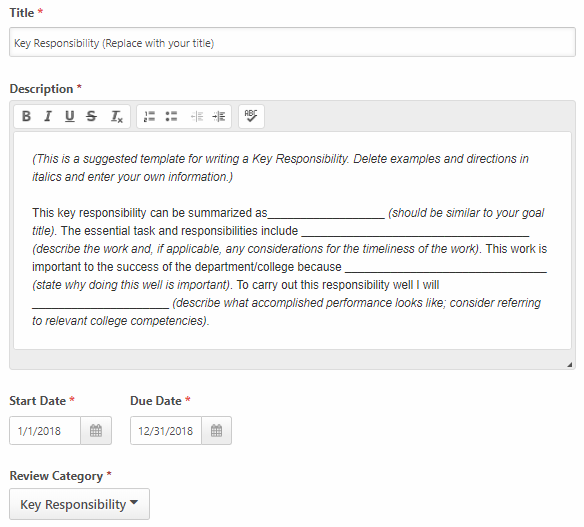 Title *
Key Responsibility (Replace with your title)
Description *
B I U S Ix ABC
(This is a suggested template for writing a Key Responsibility. Delete examples and directions in
italics and enter your own information.)
This key responsibility can be summarized as__________________ (should be similar to your goal
title). The essential task and responsibilities include ___________________________________
(describe the work and, if applicable, any considerations for the timeliness of the work). This work is
important to the success of the department/college because _______________________________
(state why doing this well is important). To carry out this responsibility well I will
_____________________ (describe what accomplished performance looks like; consider referring
to relevant college competencies).
Start Date * Due Date *
1/1/2018 12/31/2018
Review Category *
Key Responsibility